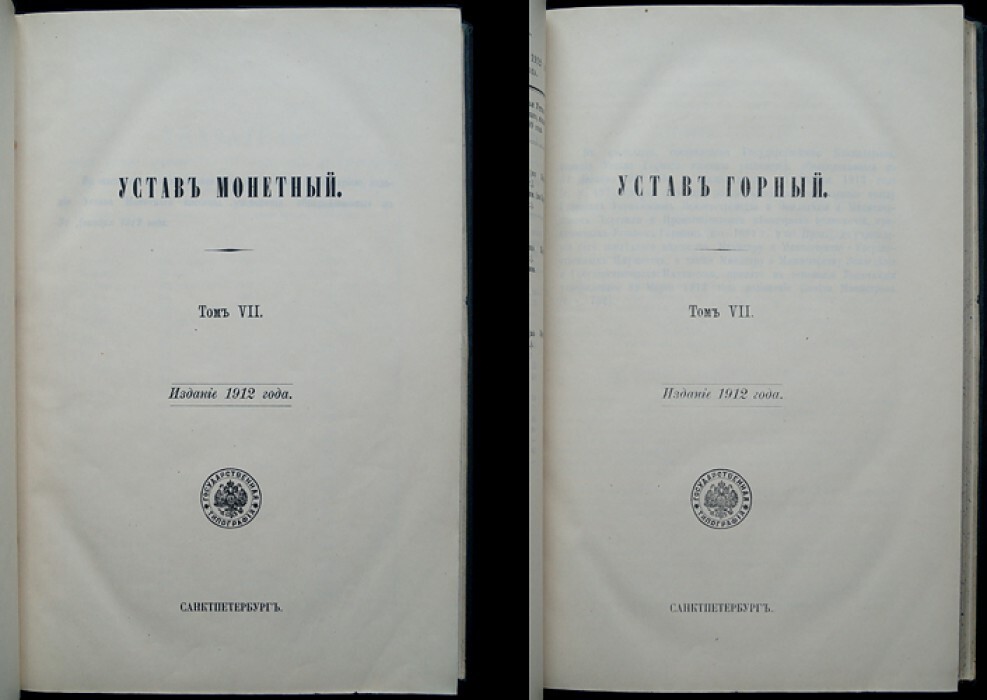 УСТАВЪ МОНЕТНЫЙ.
Томъ VII.
Изданіе 1912 года.
ГОСУДАРСТВЕННАЯ
ТИПОГРАФІЯ
САНКТПЕТЕРБУРГЪ.
УСТАВЪ ГОРНЫЙ.
Томъ VII.
Изданіе 1912 года.
ГОСУДАРСТВЕННАЯ
ТИПОГРАФІЯ
САНКТПЕТЕРБУРГЪ.